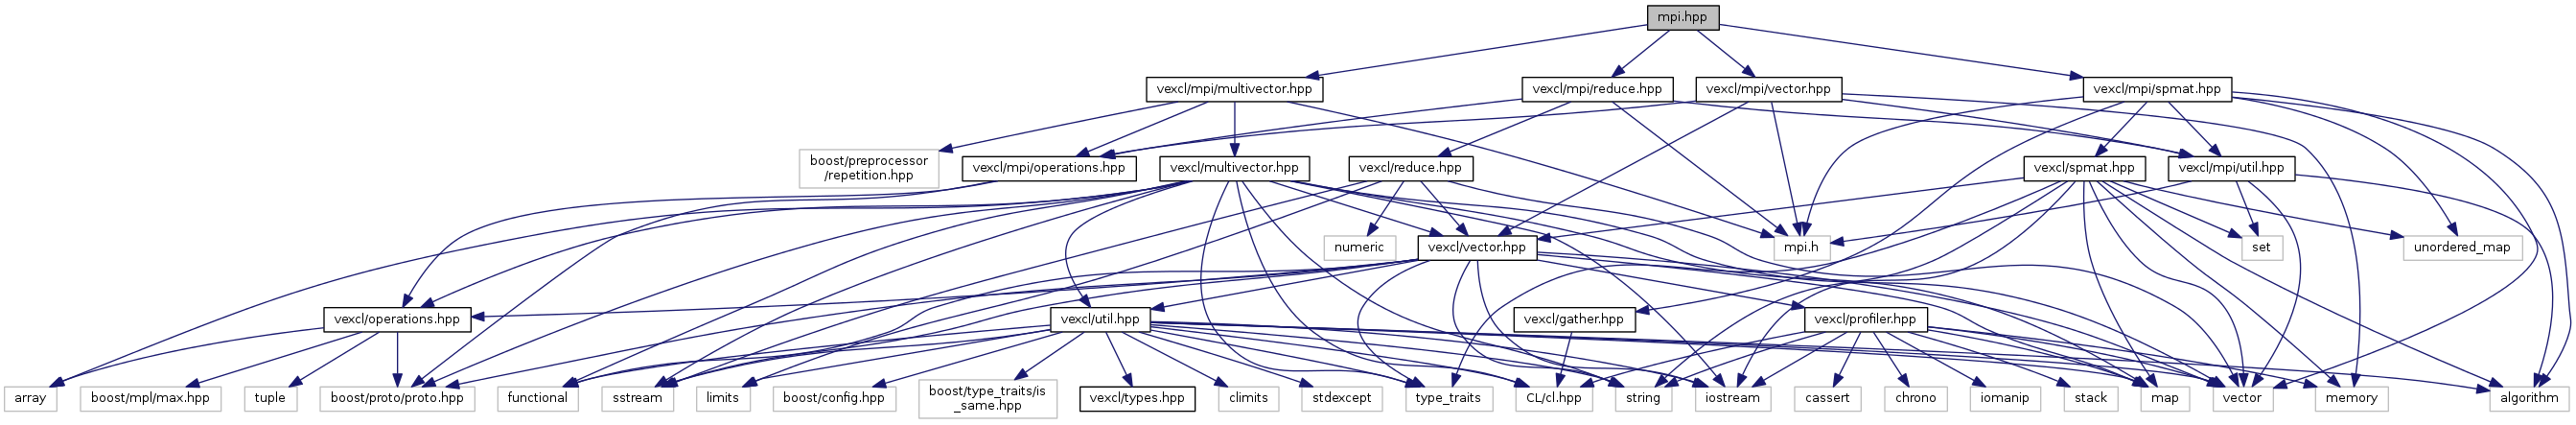 mpi.hpp
vexcl/mpi/multivector.hpp
vexcl/mpi/reduce.hpp
vexcl/mpi/vector.hpp
vexcl/mpi/spmat.hpp
boost/preprocessor
/repetition.hpp
vexcl/mpi/operations.hpp
vexcl/multivector.hpp
vexcl/reduce.hpp
vexcl/spmat.hpp
vexcl/mpi/util.hpp
numeric
vexcl/vector.hpp
mpi.h
set
unordered_map
vexcl/operations.hpp
vexcl/util.hpp
vexcl/gather.hpp
vexcl/profiler.hpp
array
boost/mpl/max.hpp
tuple
boost/proto/proto.hpp
functional
sstream
limits
boost/config.hpp
boost/type_traits/is
_same.hpp
vexcl/types.hpp
climits
stdexcept
type_traits
CL/cl.hpp
string
iostream
cassert
chrono
iomanip
stack
map
vector
memory
algorithm